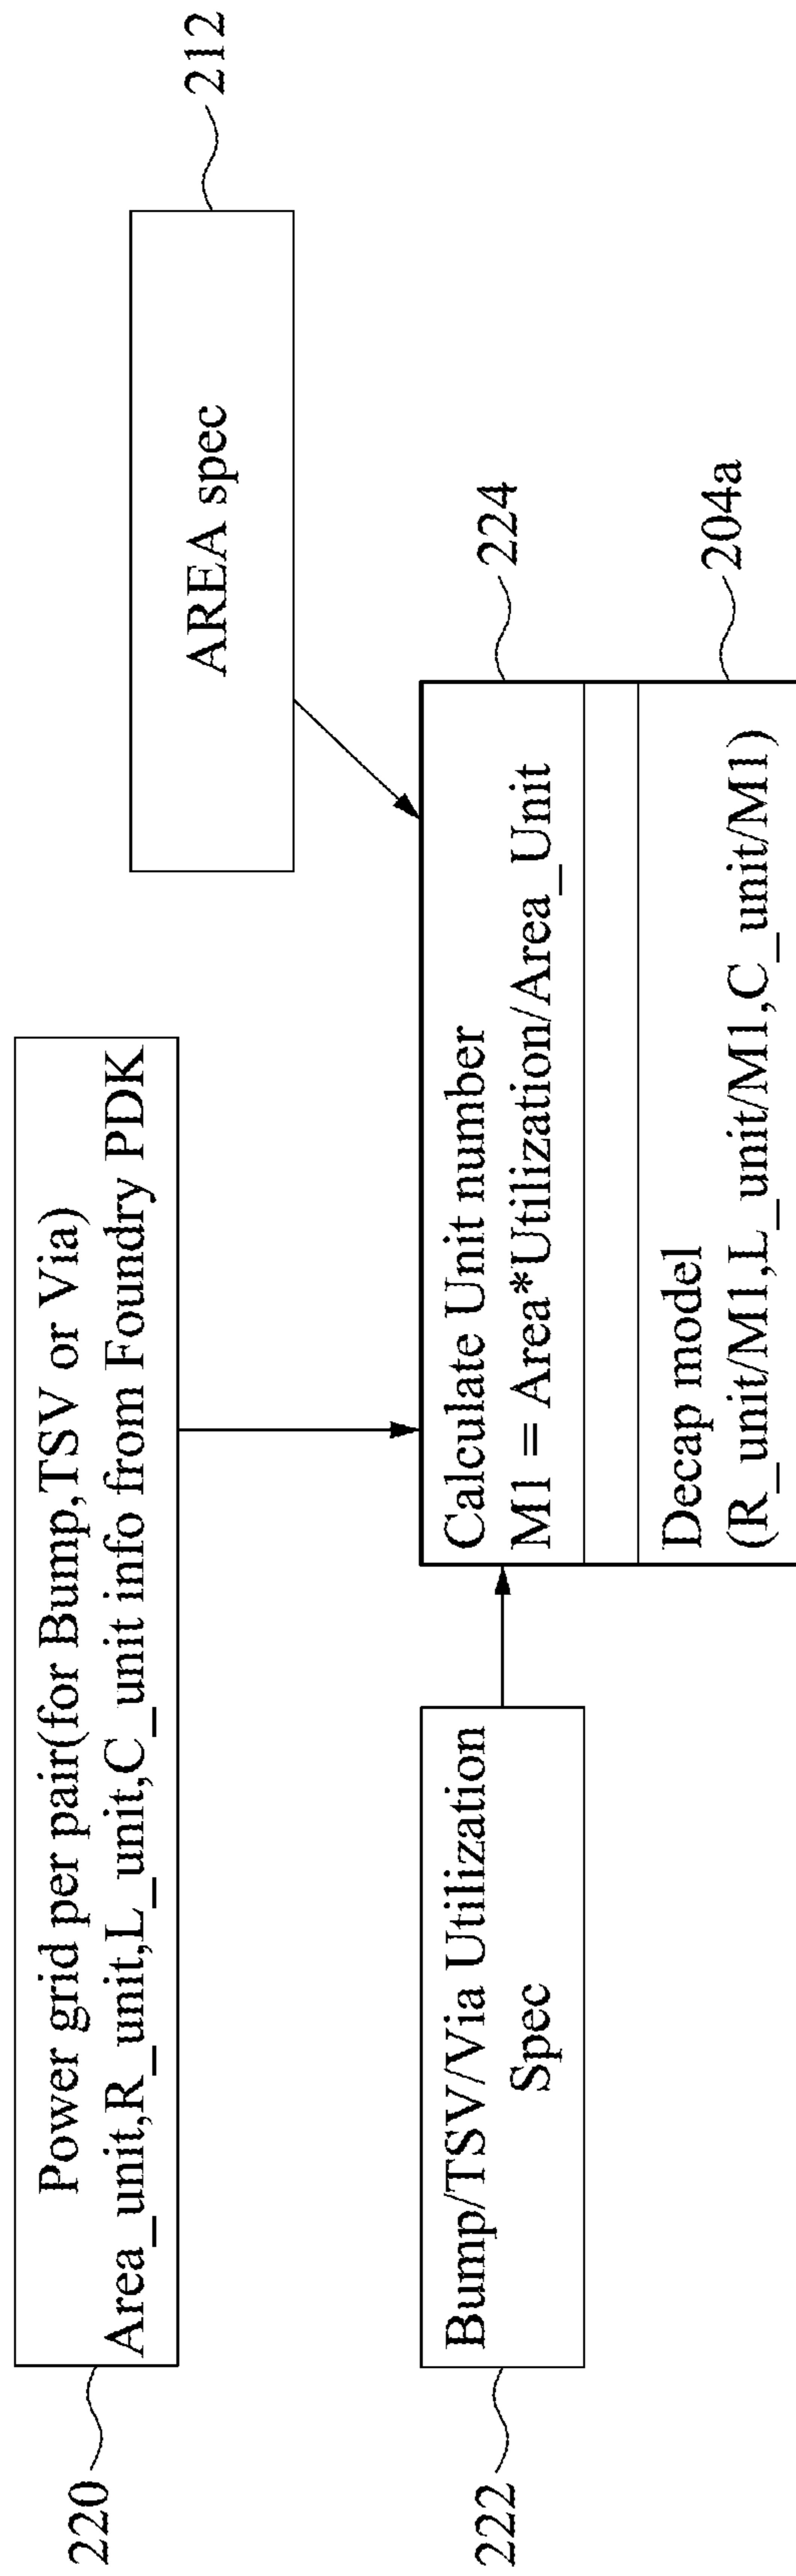 220
Power grid per pair(for Bump,TSV or Via)
Area_unit,R_unit,L_unit,C_unit info from Foundry PDK
AREA spec
212
222
Bump/TSV/Via Utilization
Spec
Calculate Unit number
M1 = Area*Utilization/Area_Unit
224
Decap model
(R_unit/M1,L_unit/M1,C_unit/M1)
204a